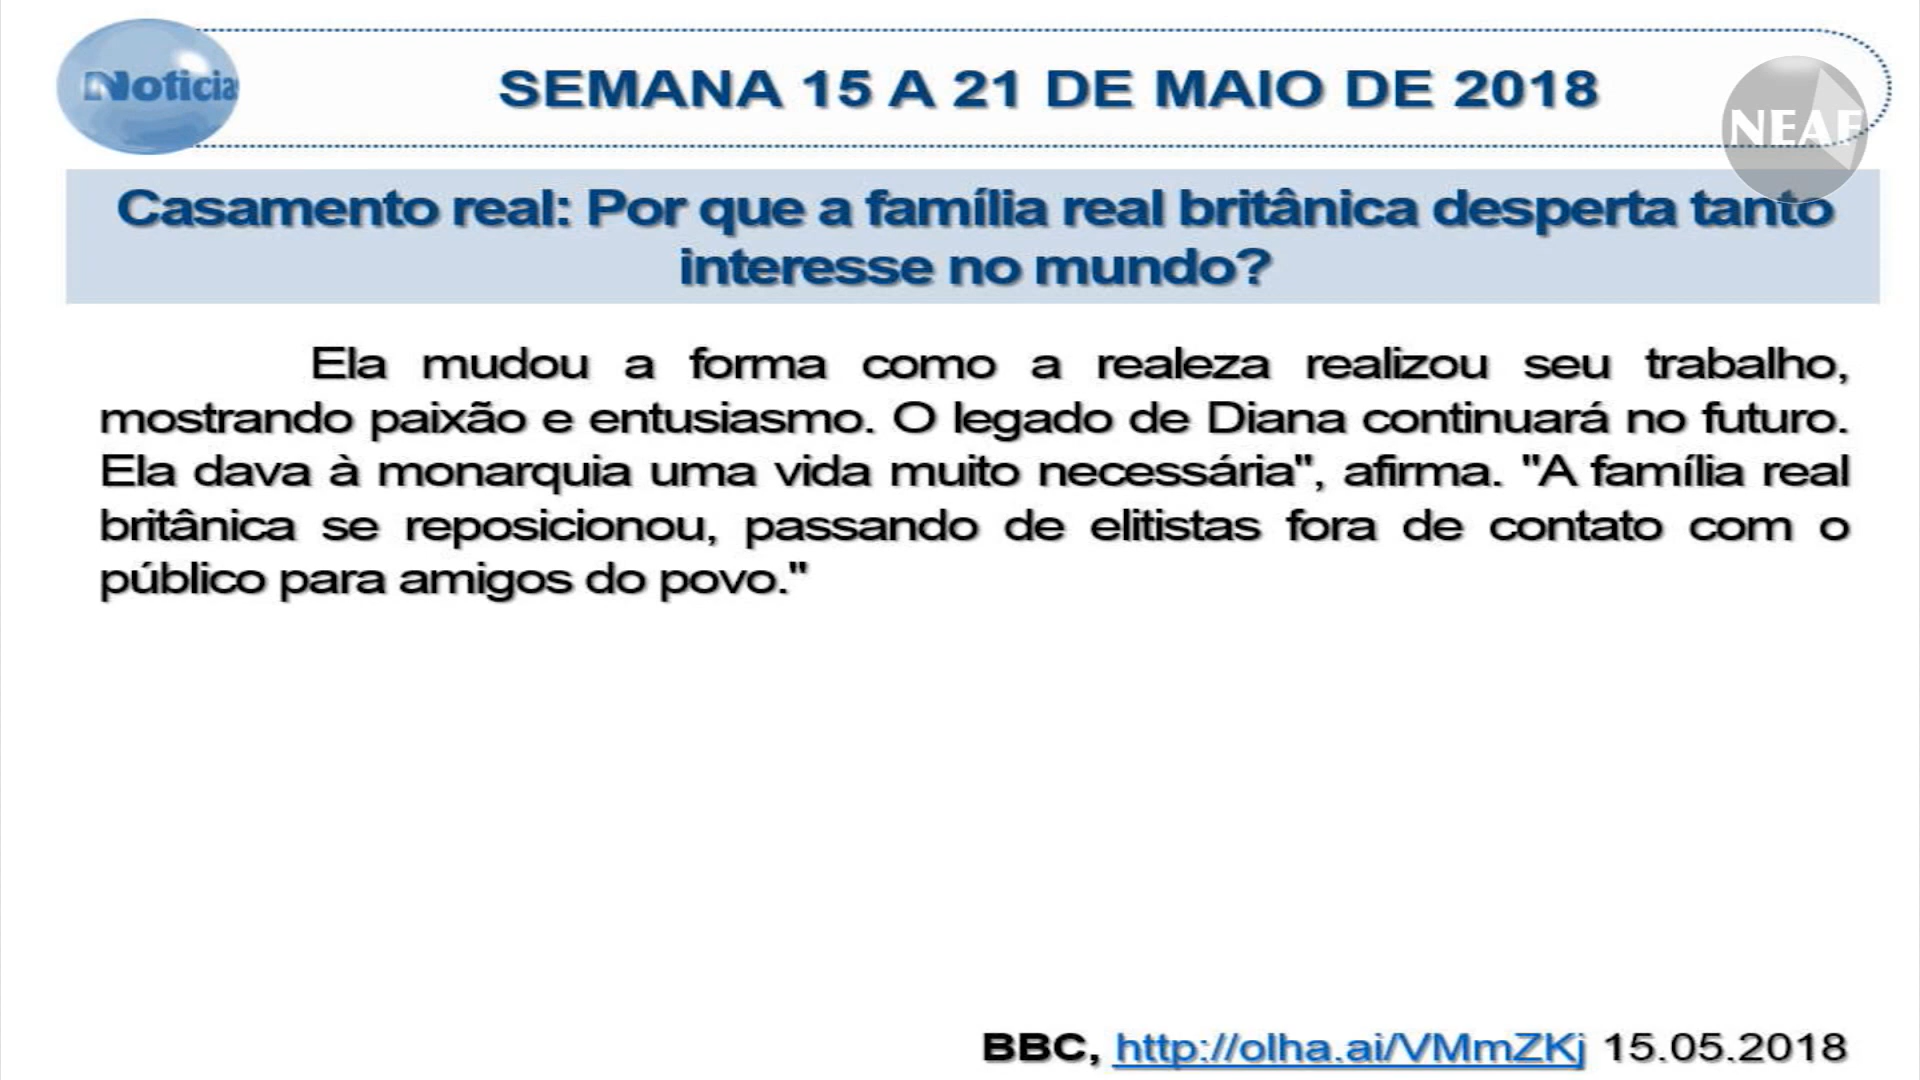 Noticia
SEMANA 15 A 21 DE MAIO DE 2018
NEAF
Casamento real: Por que a família real britânica desperta tanto
interesse no mundo?
Ela mudou a forma como a realeza realizou seu trabalho,
mostrando paixão e entusiasmo. O legado de Diana continuará no futuro.
Ela dava à monarquia uma vida muito necessária", afirma. "A família real
britânica se reposicionou, passando de elitistas fora de contato com o
público para amigos do povo."
BBC, http://olha.ai/VMmZKj 15.05.2018